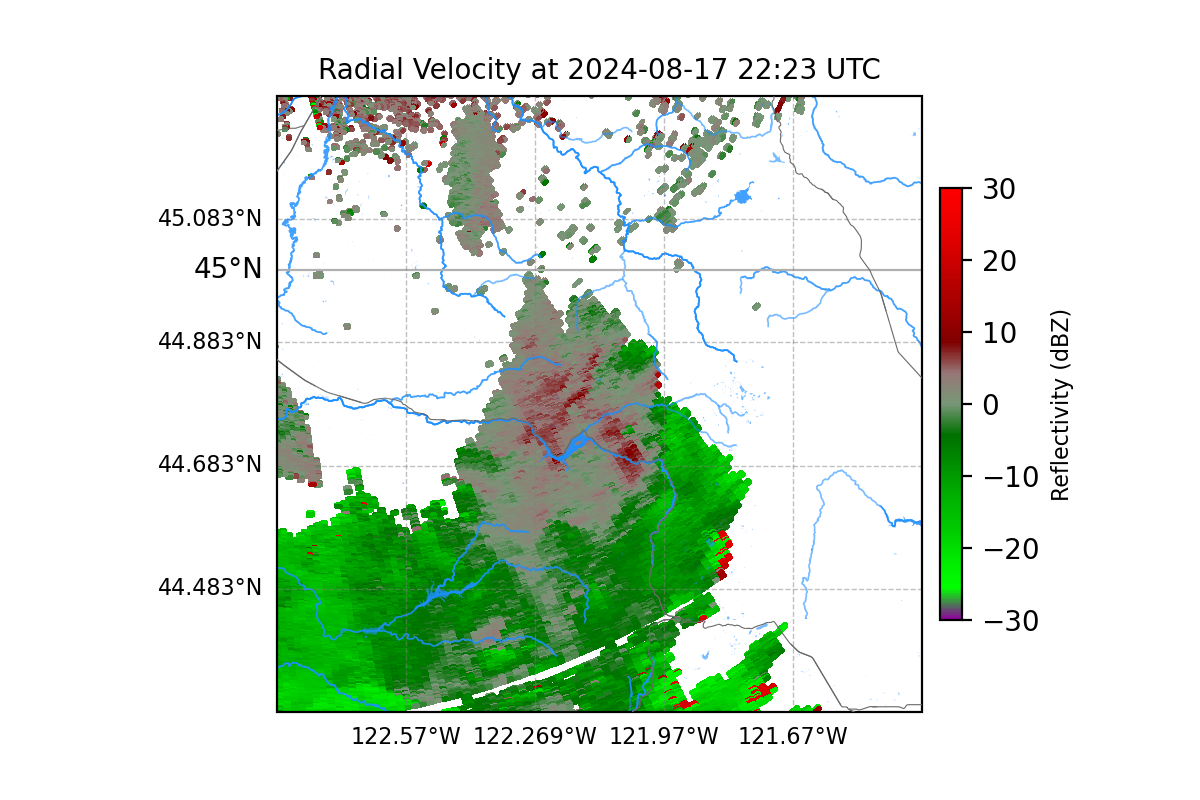 Radial Velocity at 2024-08-17 22:23 UTC
45.083°N
45°N
44.883°N
44.683°N
44.483°N
122.57°W 122.269°W 121.97°W 121.67°W
30
20
10
0
−10
−20
−30
Reflectivity (dBZ)